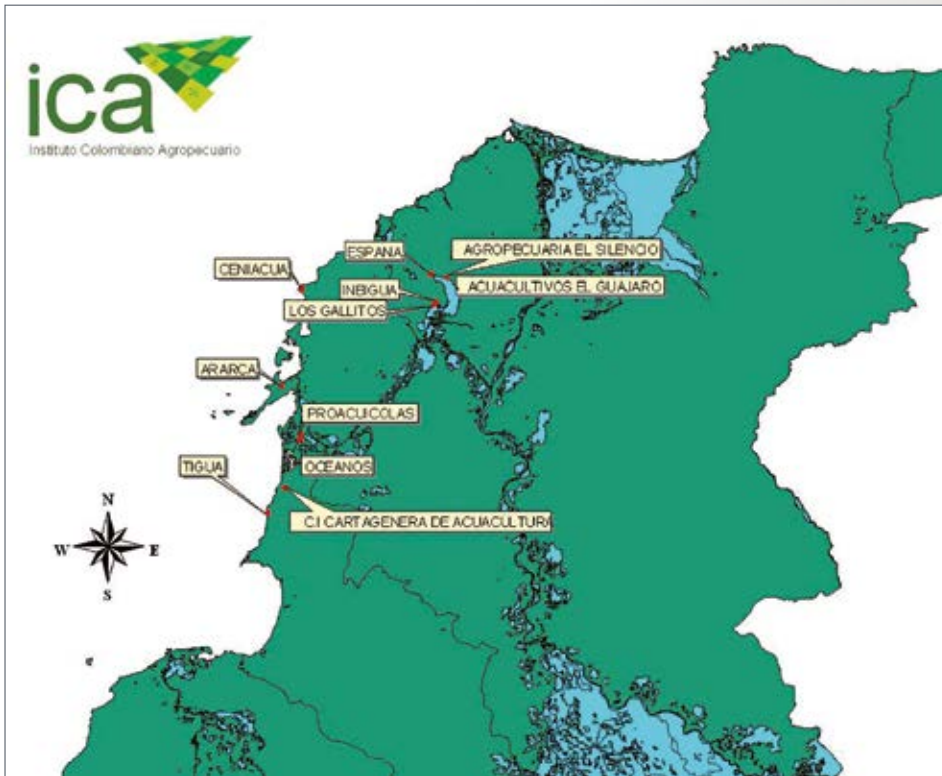 ica
Instituto Colombiano Agropecuario
ESPANA
AGROPECUARIA EL SILENCIO
CENIACUA
INBIGUA
ACUACULTIVOS EL GUAJARO
LOS GALLITOS
ARARCA
PROACUICOLAS
TIGUA
OCEANOS
C.I CARTAGENERA DE ACUACULTURA
N
W
E
S